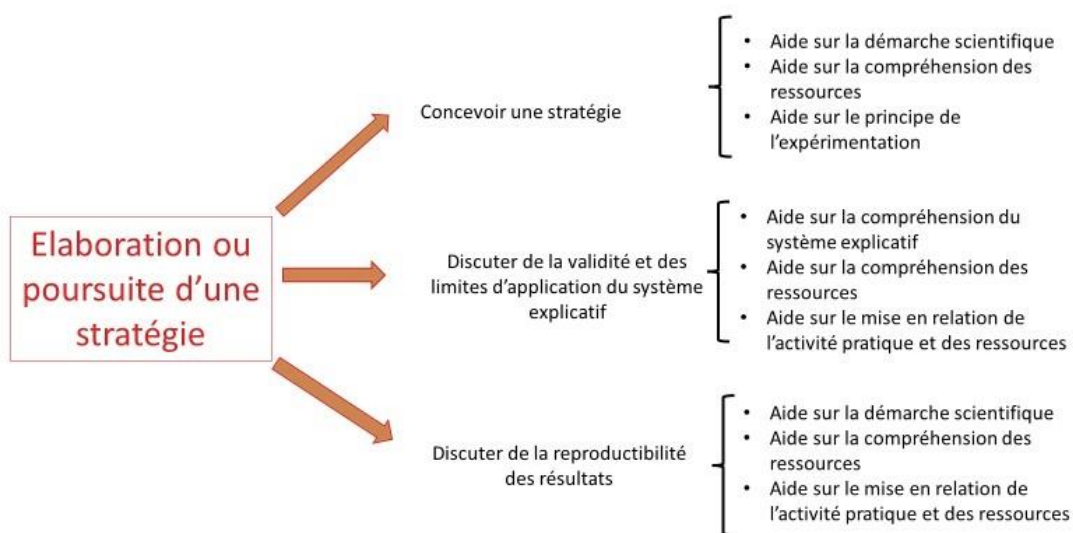 Elaboration ou
poursuite d'une
stratégie
Concevoir une stratégie
• Aide sur la démarche scientifique
• Aide sur la compréhension des
ressources
• Aide sur le principe de
l'expérimentation
Discuter de la validité et des
limites d'application du système
explicatif
• Aide sur la compréhension du
système explicatif
• Aide sur la compréhension des
ressources
• Aide sur le mise en relation de
l'activité pratique et des ressources
Discuter de la reproductibilité
des résultats
• Aide sur la démarche scientifique
• Aide sur la compréhension des
ressources
• Aide sur le mise en relation de
l'activité pratique et des ressources